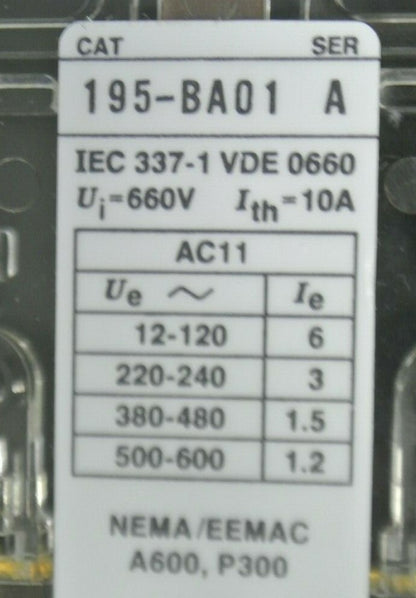 CAT SER
195-BA01 A
IEC 337-1 VDE 0660
Ui=660V Ith=10A
AC11
Ue ~ Ie
12-120 6
220-240 3
380-480 1.5
500-600 1.2
NEMA/EEMAC
A600, P300